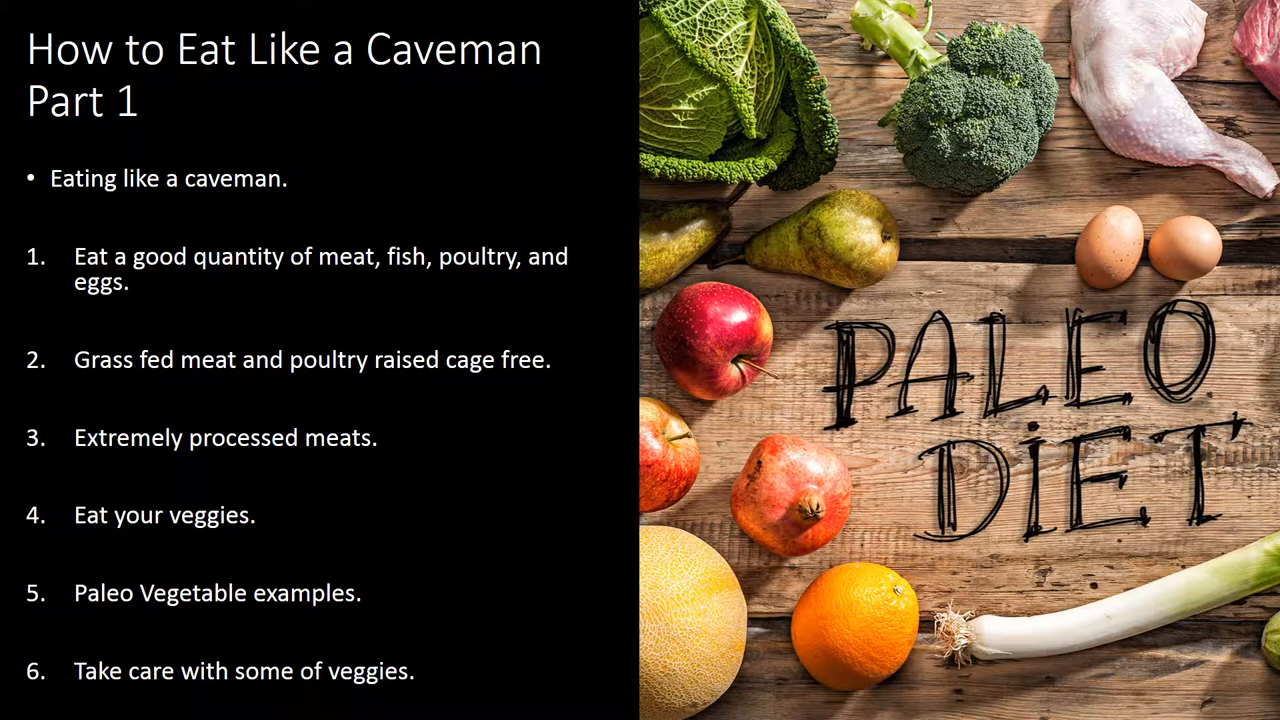 How to Eat Like a Caveman
Part 1
• Eating like a caveman.
1. Eat a good quantity of meat, fish, poultry, and
eggs.
2. Grass fed meat and poultry raised cage free.
3. Extremely processed meats.
4. Eat your veggies.
5. Paleo Vegetable examples.
6. Take care with some of veggies.
PALEO
DiET